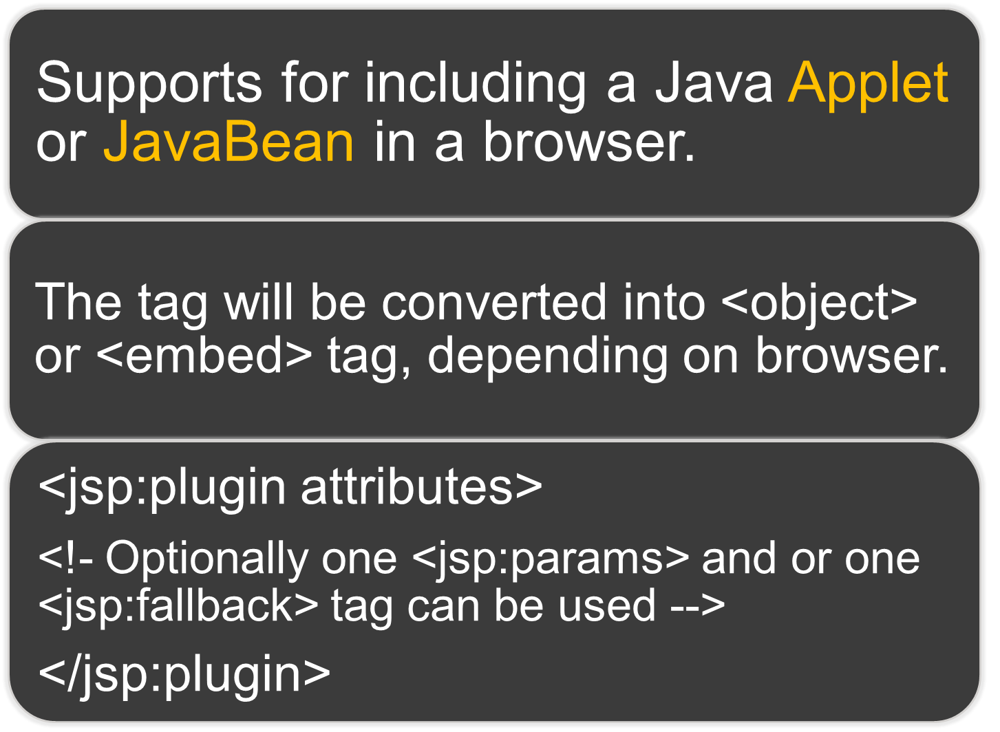 Supports for including a Java Applet
or JavaBean in a browser.
The tag will be converted into <object>
or <embed> tag, depending on browser.
<jsp:plugin attributes>
<!- Optionally one <jsp:params> and or one
<jsp:fallback> tag can be used -->
</jsp:plugin>